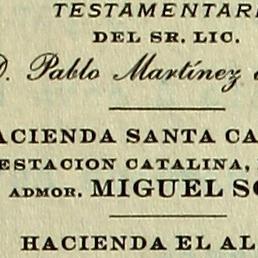 TESTAMENTAR
DEL SR. LIC.
D. Pablo Martínez
ACIENDA SANTA CA
ESTACION CATALINA,
ADMOR. MIGUEL SO
HACIENDA EL AL